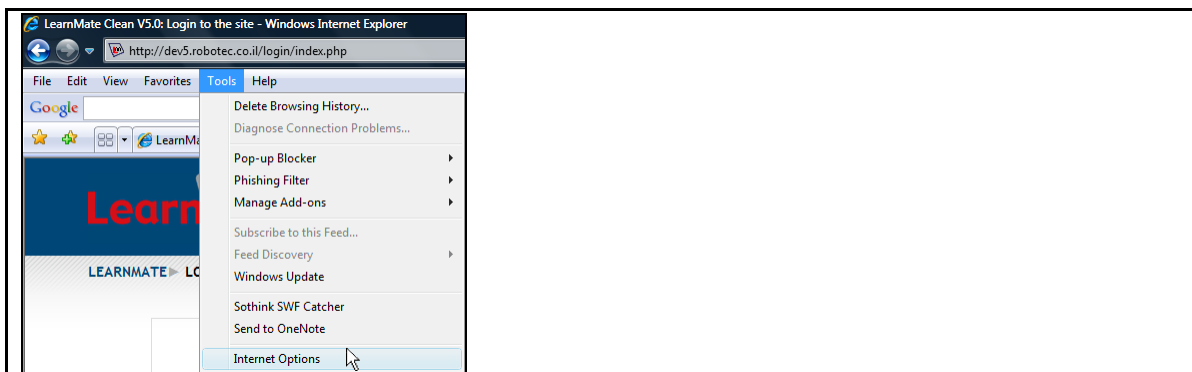 LearnMate Clean V5.0: Login to the site - Windows Internet Explorer
http://dev5.robotec.co.il/login/index.php
File Edit View Favorites Tools Help
Google
LearnMa
Delete Browsing History...
Diagnose Connection Problems...
Pop-up Blocker
Phishing Filter
Manage Add-ons
Subscribe to this Feed...
Feed Discovery
Windows Update
Sothink SWF Catcher
Send to OneNote
Internet Options
Learn
LEARNMATE► LO